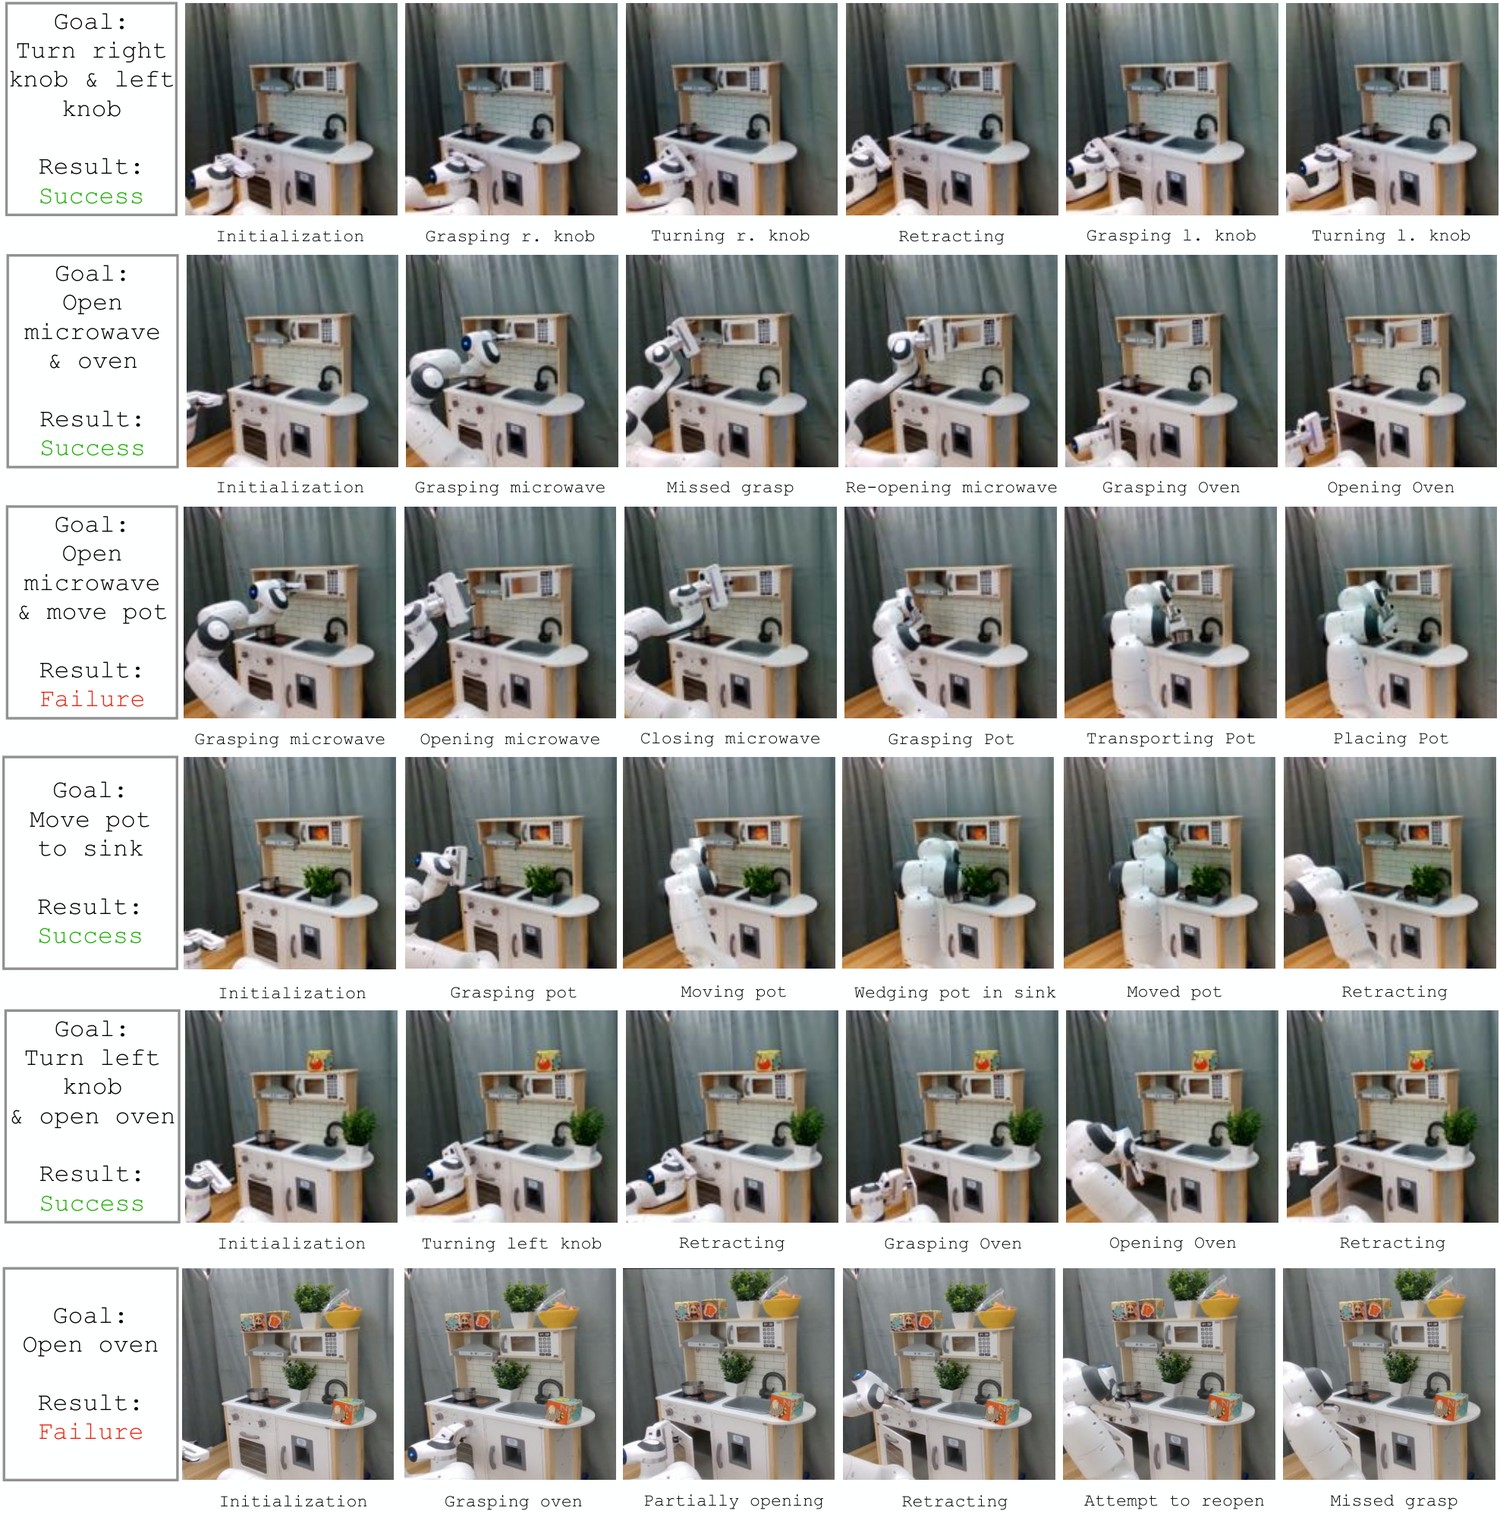 Goal:
Turn right
knob & left
knob
Result:
Success
Initialization
Grasping r. knob
Turning r. knob
Retracting
Grasping l. knob
Turning l. knob
Goal:
Open
microwave
& oven
Result:
Success
Initialization
Grasping microwave
Missed grasp
Re-opening microwave
Grasping Oven
Opening Oven
Goal:
Open
microwave
& move pot
Result:
Failure
Grasping microwave
Opening microwave
Closing microwave
Grasping Pot
Transporting Pot
Placing Pot
Goal:
Move pot
to sink
Result:
Success
Initialization
Grasping pot
Moving pot
Wedging pot in sink
Moved pot
Retracting
Goal:
Turn left
knob
& open oven
Result:
Success
Initialization
Turning left knob
Retracting
Grasping Oven
Opening Oven
Retracting
Goal:
Open oven
Result:
Failure
Initialization
Grasping oven
Partially opening
Retracting
Attempt to reopen
Missed grasp